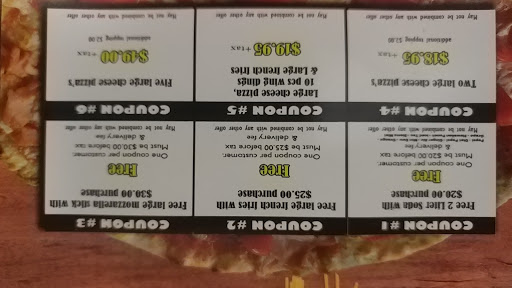 COUPON #1
Free 2 Liter Soda with
$20.00 purchase
Free
One coupon per customer.
Must be $20.00 before tax
& delivery fee
May not be combined with any other offer
COUPON #2
Free large french fries with
$25.00 purchase
Free
One coupon per customer.
Must be $25.00 before tax
& delivery fee
May not be combined with any other offer
COUPON #3
Free large mozzarella stick with
$30.00 purchase
Free
One coupon per customer
Must be $30.00 before tax
& delivery fee
May not be combined with any other offer
COUPON #4
Two large cheese pizza's
$18.95 +tax
additional topping $2.00
May not be combined with any other offer
COUPON #5
Large cheese pizza,
10 pcs wing dings
& Large french fries
$19.95 +tax
May not be combined with any other offer
COUPON #6
Five large cheese pizza's
$49.00 +tax
additional topping $2.00
May not be combined with any other offer